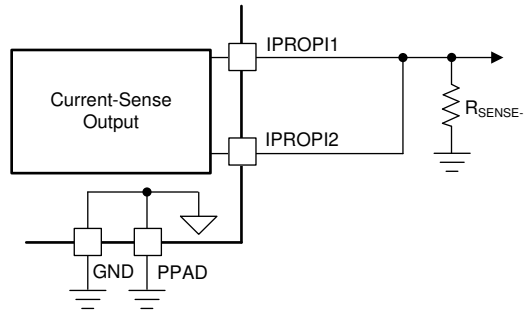 IPROPI1
Current-Sense
Output
RSENSE-
IPROPI2
GND
PPAD